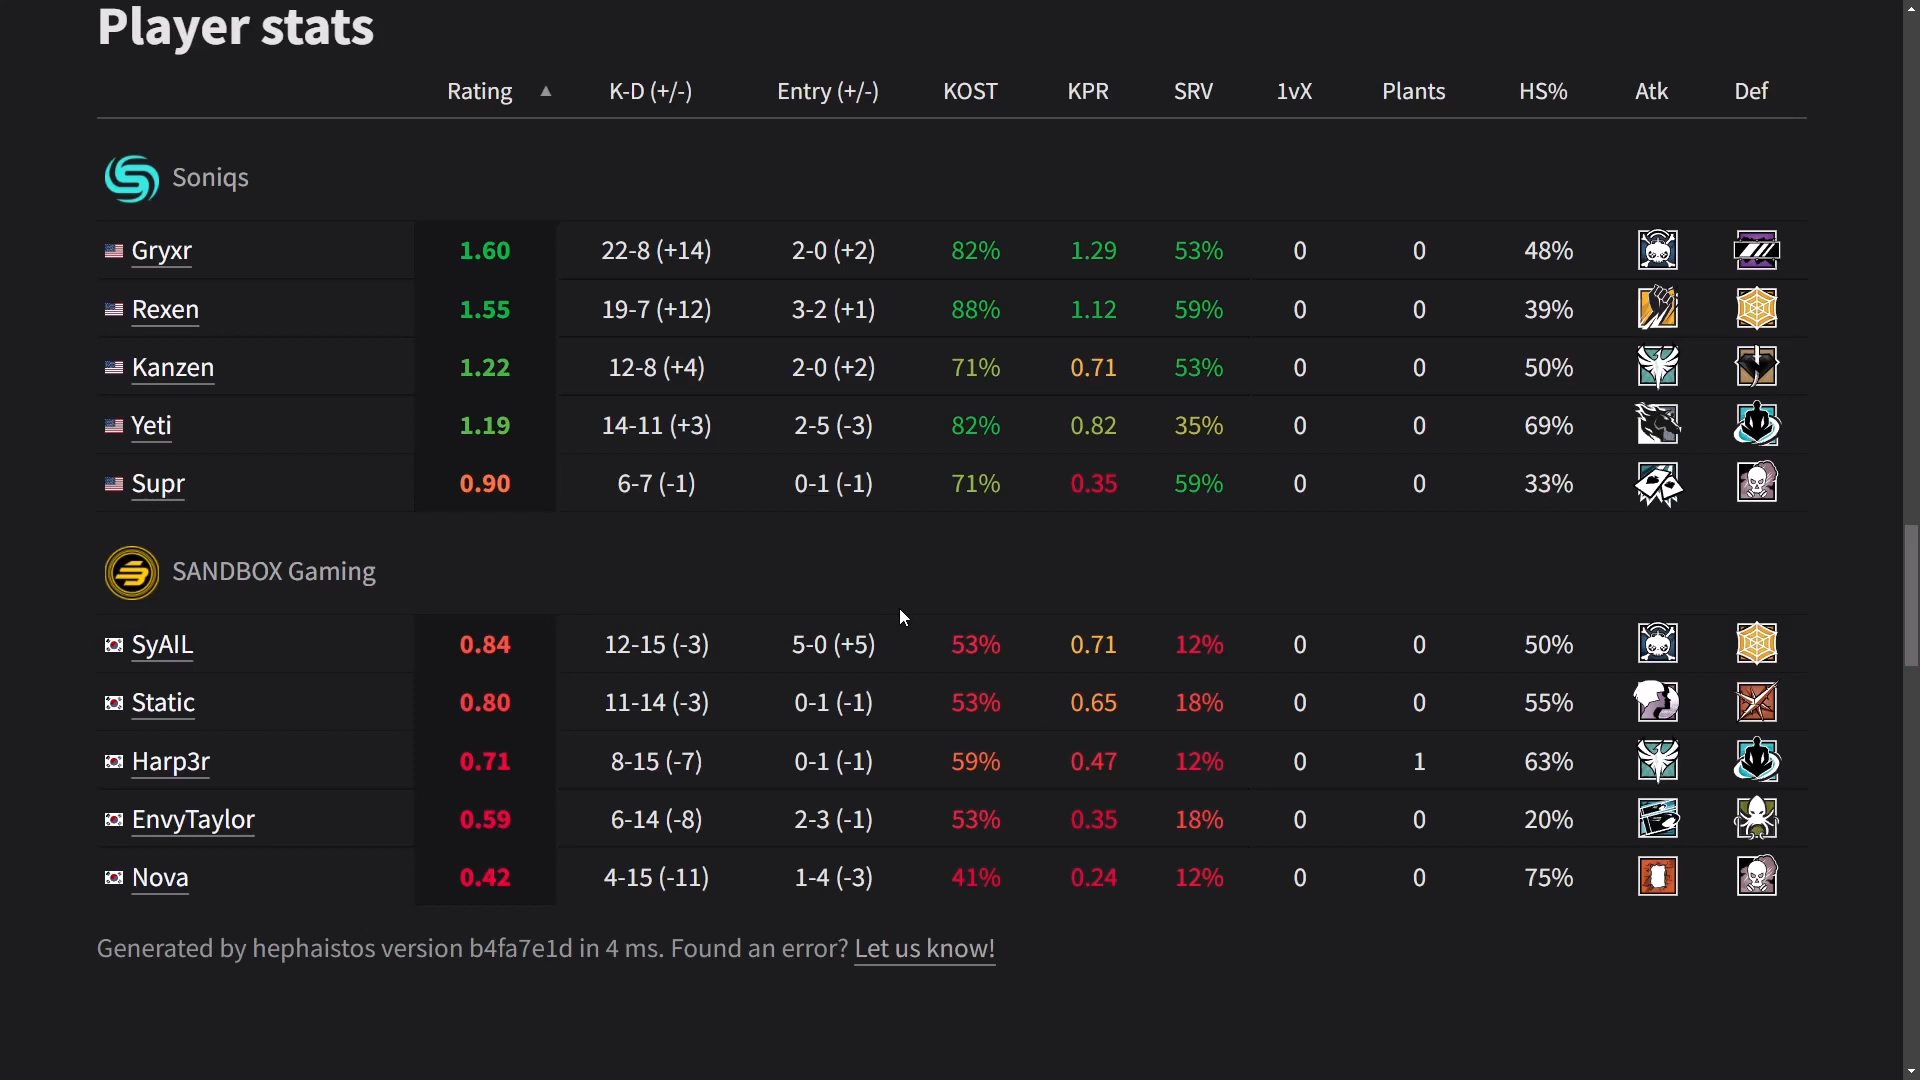 Player stats
Rating ▲ K-D (+/-) Entry (+/-) KOST KPR SRV 1vX Plants HS% Atk Def
Soniqs
Gryxr 1.60 22-8 (+14) 2-0 (+2) 82% 1.29 53% 0 0 48%
Rexen 1.55 19-7 (+12) 3-2 (+1) 88% 1.12 59% 0 0 39%
Kanzen 1.22 12-8 (+4) 2-0 (+2) 71% 0.71 53% 0 0 50%
Yeti 1.19 14-11 (+3) 2-5 (-3) 82% 0.82 35% 0 0 69%
Supr 0.90 6-7 (-1) 0-1 (-1) 71% 0.35 59% 0 0 33%
SANDBOX Gaming
SyAIL 0.84 12-15 (-3) 5-0 (+5) 53% 0.71 12% 0 0 50%
Static 0.80 11-14 (-3) 0-1 (-1) 53% 0.65 18% 0 0 55%
Harp3r 0.71 8-15 (-7) 0-1 (-1) 59% 0.47 12% 0 1 63%
EnvyTaylor 0.59 6-14 (-8) 2-3 (-1) 53% 0.35 18% 0 0 20%
Nova 0.42 4-15 (-11) 1-4 (-3) 41% 0.24 12% 0 0 75%
Generated by hephaistos version b4fa7e1d in 4 ms. Found an error? Let us know!